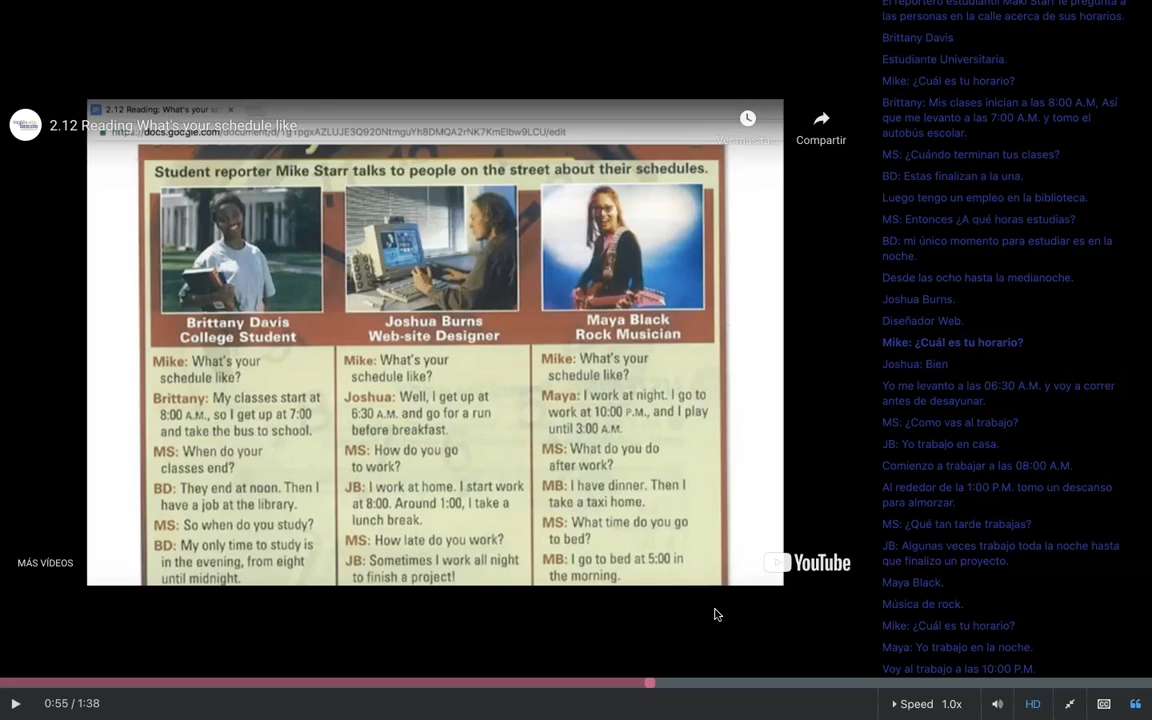 2.12 Reading: What's your sc
2.12 Reading What's your schedule like
docs.google.com/document/d/
/edit
Compartir
Student reporter Mike Starr talks to people on the street about their schedules.
Brittany Davis
College Student
Mike: What's your
schedule like?
Brittany: My classes start at
8:00 A.M., so I get up at 7:00
and take the bus to school.
MS: When do your
classes end?
BD: They end at noon. Then I
have a job at the library.
MS: So when do you study?
BD: My only time to study is
in the evening, from eight
until midnight.
Joshua Burns
Web-site Designer
Mike: What's your
schedule like?
Joshua: Well, I get up at
6:30 A.M. and go for a run
before breakfast.
MS: How do you go
to work?
JB: I work at home. I start work
at 8:00. Around 1:00, I take a
lunch break.
MS: How late do you work?
JB: Sometimes I work all night
to finish a project!
Maya Black
Rock Musician
Mike: What's your
schedule like?
Maya: I work at night. I go to
work at 10:00 P.M., and I play
until 3:00 A.M.
MS: What do you do
after work?
MB: I have dinner. Then I
take a taxi home.
MS: What time do you go
to bed?
MB: I go to bed at 5:00 in
the morning.
MÁS VÍDEOS
YouTube
El reportero estudiantil Maki Starr le pregunta a
las personas en la calle acerca de sus horarios.
Brittany Davis
Estudiante Universitaria.
Mike: ¿Cuál es tu horario?
Brittany: Mis clases inician a las 8:00 A.M, Así
que me levanto a las 7:00 A.M. y tomo el
autobús escolar.
MS: ¿Cuándo terminan tus clases?
BD: Estas finalizan a la una.
Luego tengo un empleo en la biblioteca.
MS: Entonces ¿A qué horas estudias?
BD: mi único momento para estudiar es en la
noche.
Desde las ocho hasta la medianoche.
Joshua Burns.
Diseñador Web.
Mike: ¿Cuál es tu horario?
Joshua: Bien
Yo me levanto a las 06:30 A.M. y voy a correr
antes de desayunar.
MS: ¿Como vas al trabajo?
JB: Yo trabajo en casa.
Comienzo a trabajar a las 08:00 A.M.
Al rededor de la 1:00 P.M. tomo un descanso
para almorzar.
MS: ¿Qué tan tarde trabajas?
JB: Algunas veces trabajo toda la noche hasta
que finalizo un proyecto.
Maya Black.
Música de rock.
Mike: ¿Cuál es tu horario?
Maya: Yo trabajo en la noche.
Voy al trabajo a las 10:00 P.M.
0:55 / 1:38
Speed 1.0x
HD
CC